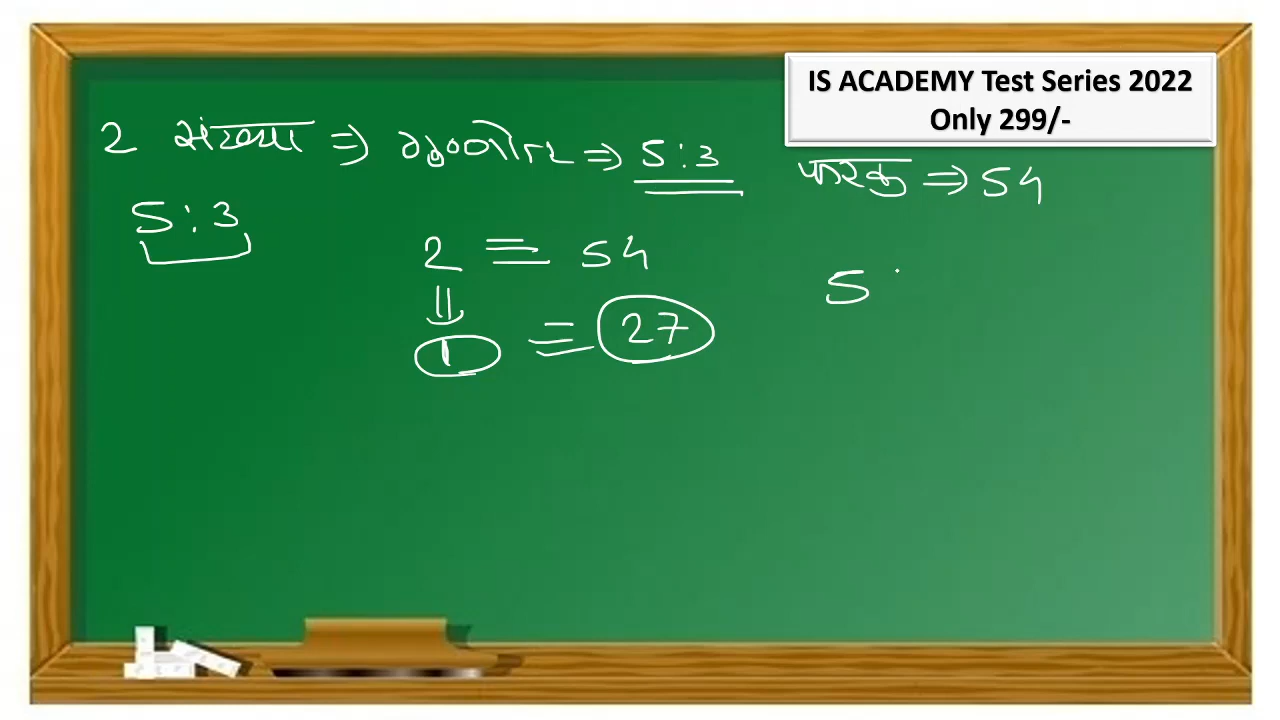 IS ACADEMY Test Series 2022
Only 299/-
2 संख्या ⇒ गुणोत्तर ⇒ 5:3 फरक ⇒ 54
5:3
2 = 54
⇓
1 = 27
5